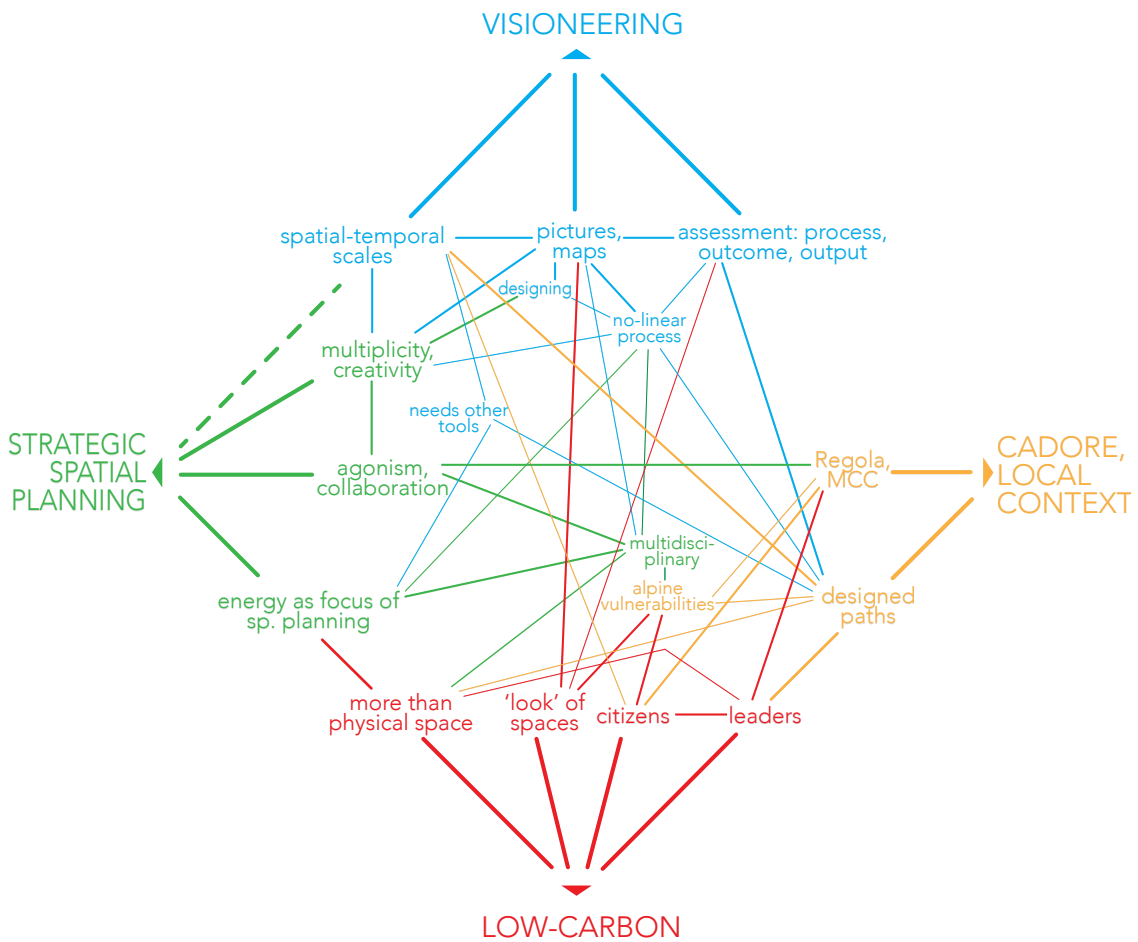 VISIONEERING
spatial-temporal
scales
pictures,
maps
assessment: process,
outcome, output
designing
no-linear
process
multiplicity,
creativity
needs other
tools
STRATEGIC
SPATIAL
PLANNING
agonism,
collaboration
Regola,
MCC
CADORE,
LOCAL
CONTEXT
multidisci-
plinary
alpine
vulnerabilities
designed
paths
energy as focus of
sp. planning
more than
physical space
'look' of
spaces
citizens
leaders
LOW-CARBON